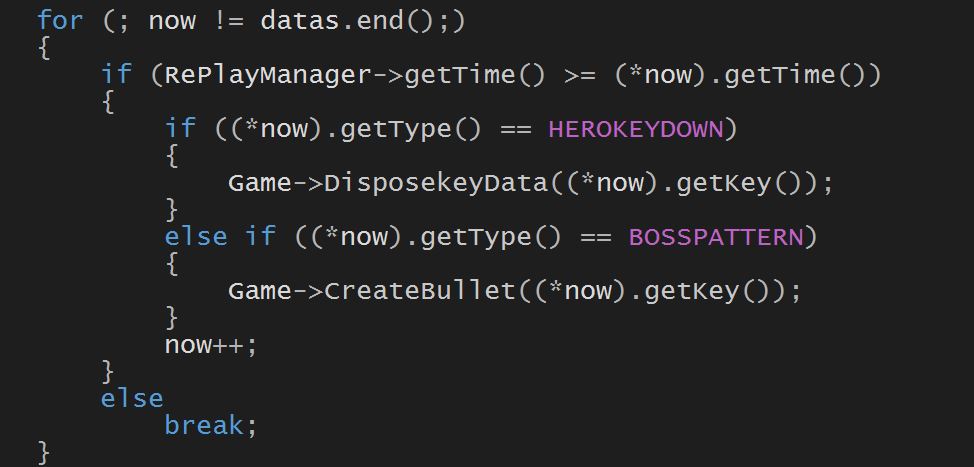 for (; now != datas.end();)
{
    if (RePlayManager->getTime() >= (*now).getTime())
    {
        if ((*now).getType() == HEROKEYDOWN)
        {
            Game->DisposekeyData((*now).getKey());
        }
        else if ((*now).getType() == BOSSPATTERN)
        {
            Game->CreateBullet((*now).getKey());
        }
        now++;
    }
    else
        break;
}